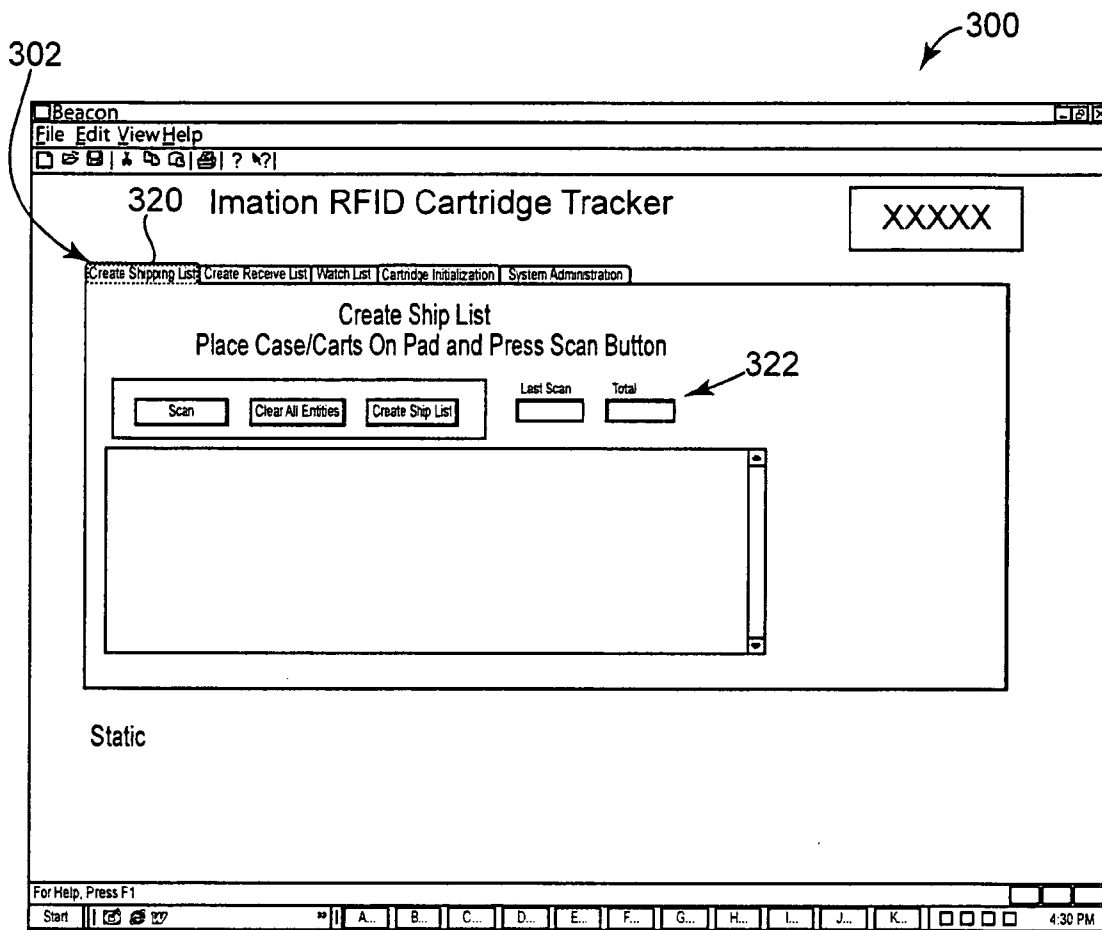 300
302
Beacon
File Edit View Help
? ?
320 Imation RFID Cartridge Tracker
XXXXX
Create Shipping List Create Receive List Watch List Cartridge Initialization System Administration
Create Ship List
Place Case/Carts On Pad and Press Scan Button
322
Last Scan Total
Scan Clear All Entities Create Ship List
Static
For Help, Press F1
Start A... B... C... D... E... F... G... H... I... J... K... 4:30 PM